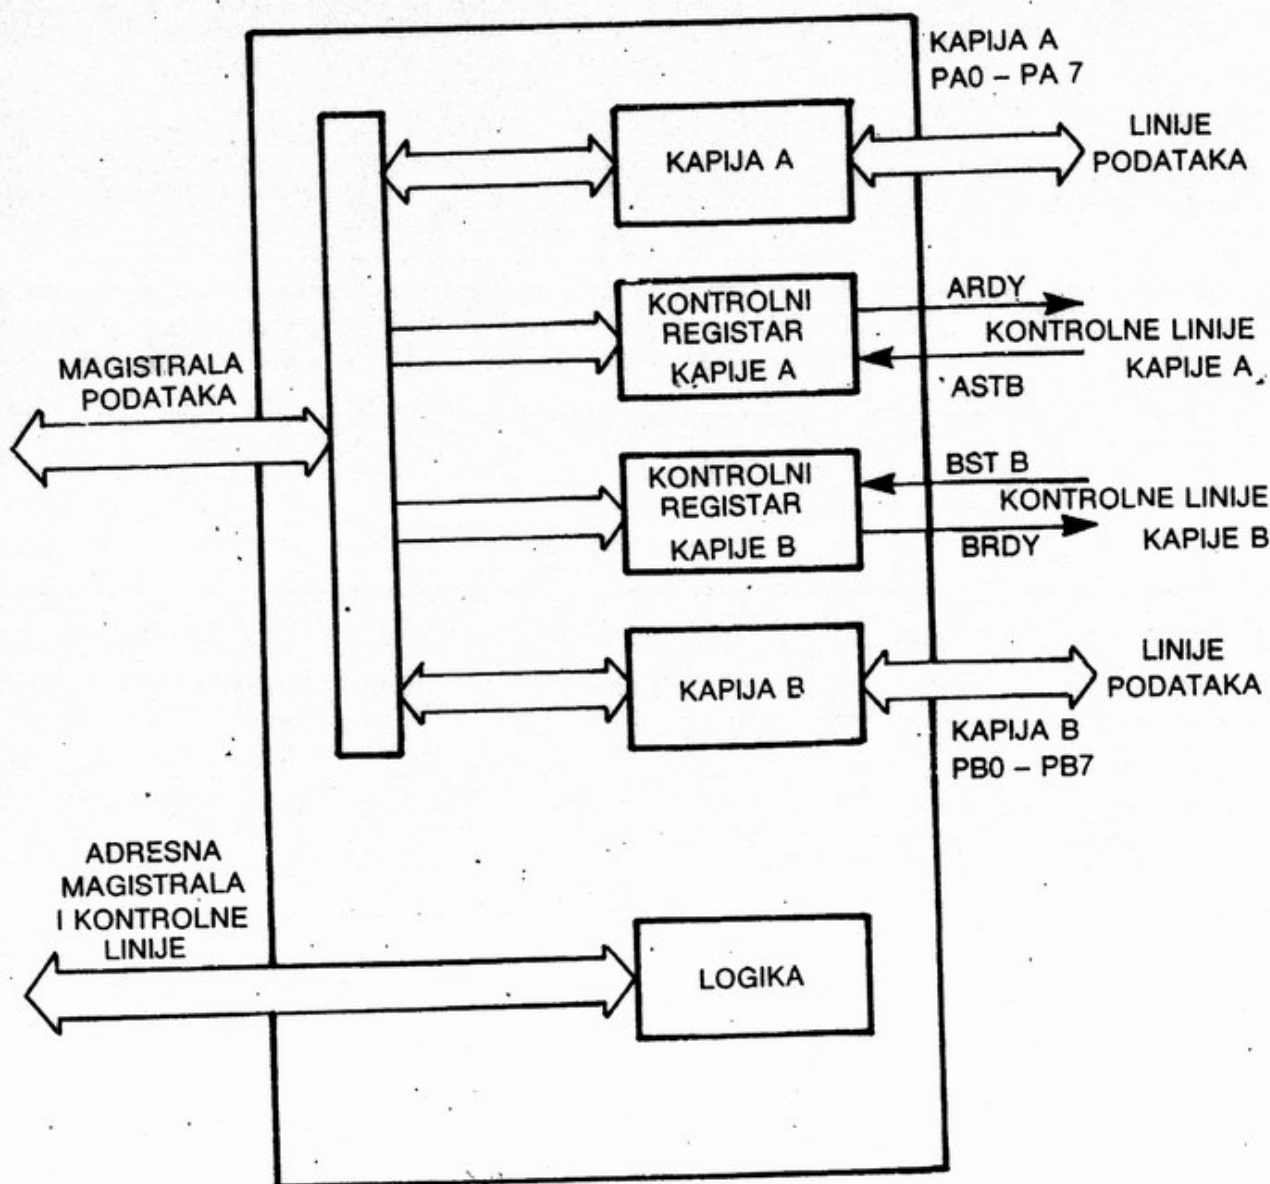 KAPIJA A
PA0 – PA 7
LINIJE
PODATAKA
KAPIJA A
KONTROLNI
REGISTAR
KAPIJE A
ARDY
KONTROLNE LINIJE
KAPIJE A
ASTB
MAGISTRALA
PODATAKA
KONTROLNI
REGISTAR
KAPIJE B
BST B
KONTROLNE LINIJE
BRDY
KAPIJE B
KAPIJA B
LINIJE
PODATAKA
KAPIJA B
PB0 – PB7
ADRESNA
MAGISTRALA
I KONTROLNE
LINIJE
LOGIKA